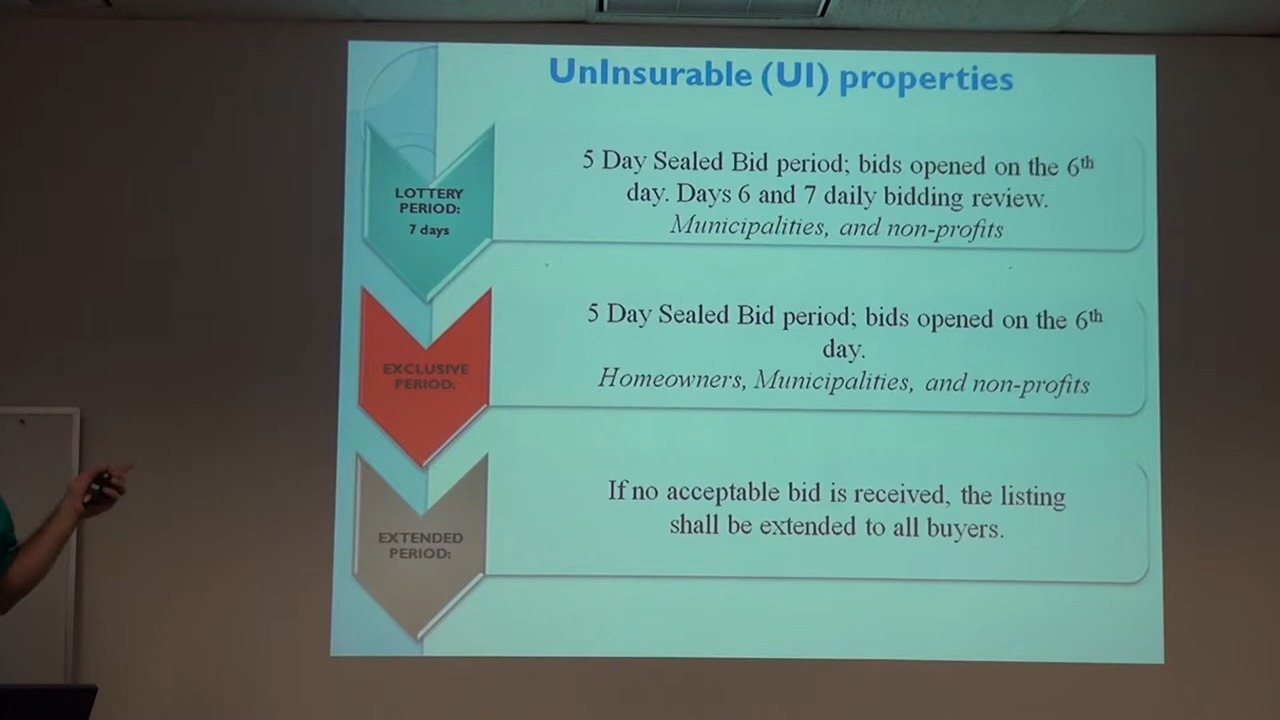 UnInsurable (UI) properties
LOTTERY
PERIOD:
7 days
5 Day Sealed Bid period; bids opened on the 6th
day. Days 6 and 7 daily bidding review.
Municipalities, and non-profits
EXCLUSIVE
PERIOD:
5 Day Sealed Bid period; bids opened on the 6th
day.
Homeowners, Municipalities, and non-profits
EXTENDED
PERIOD:
If no acceptable bid is received, the listing
shall be extended to all buyers.